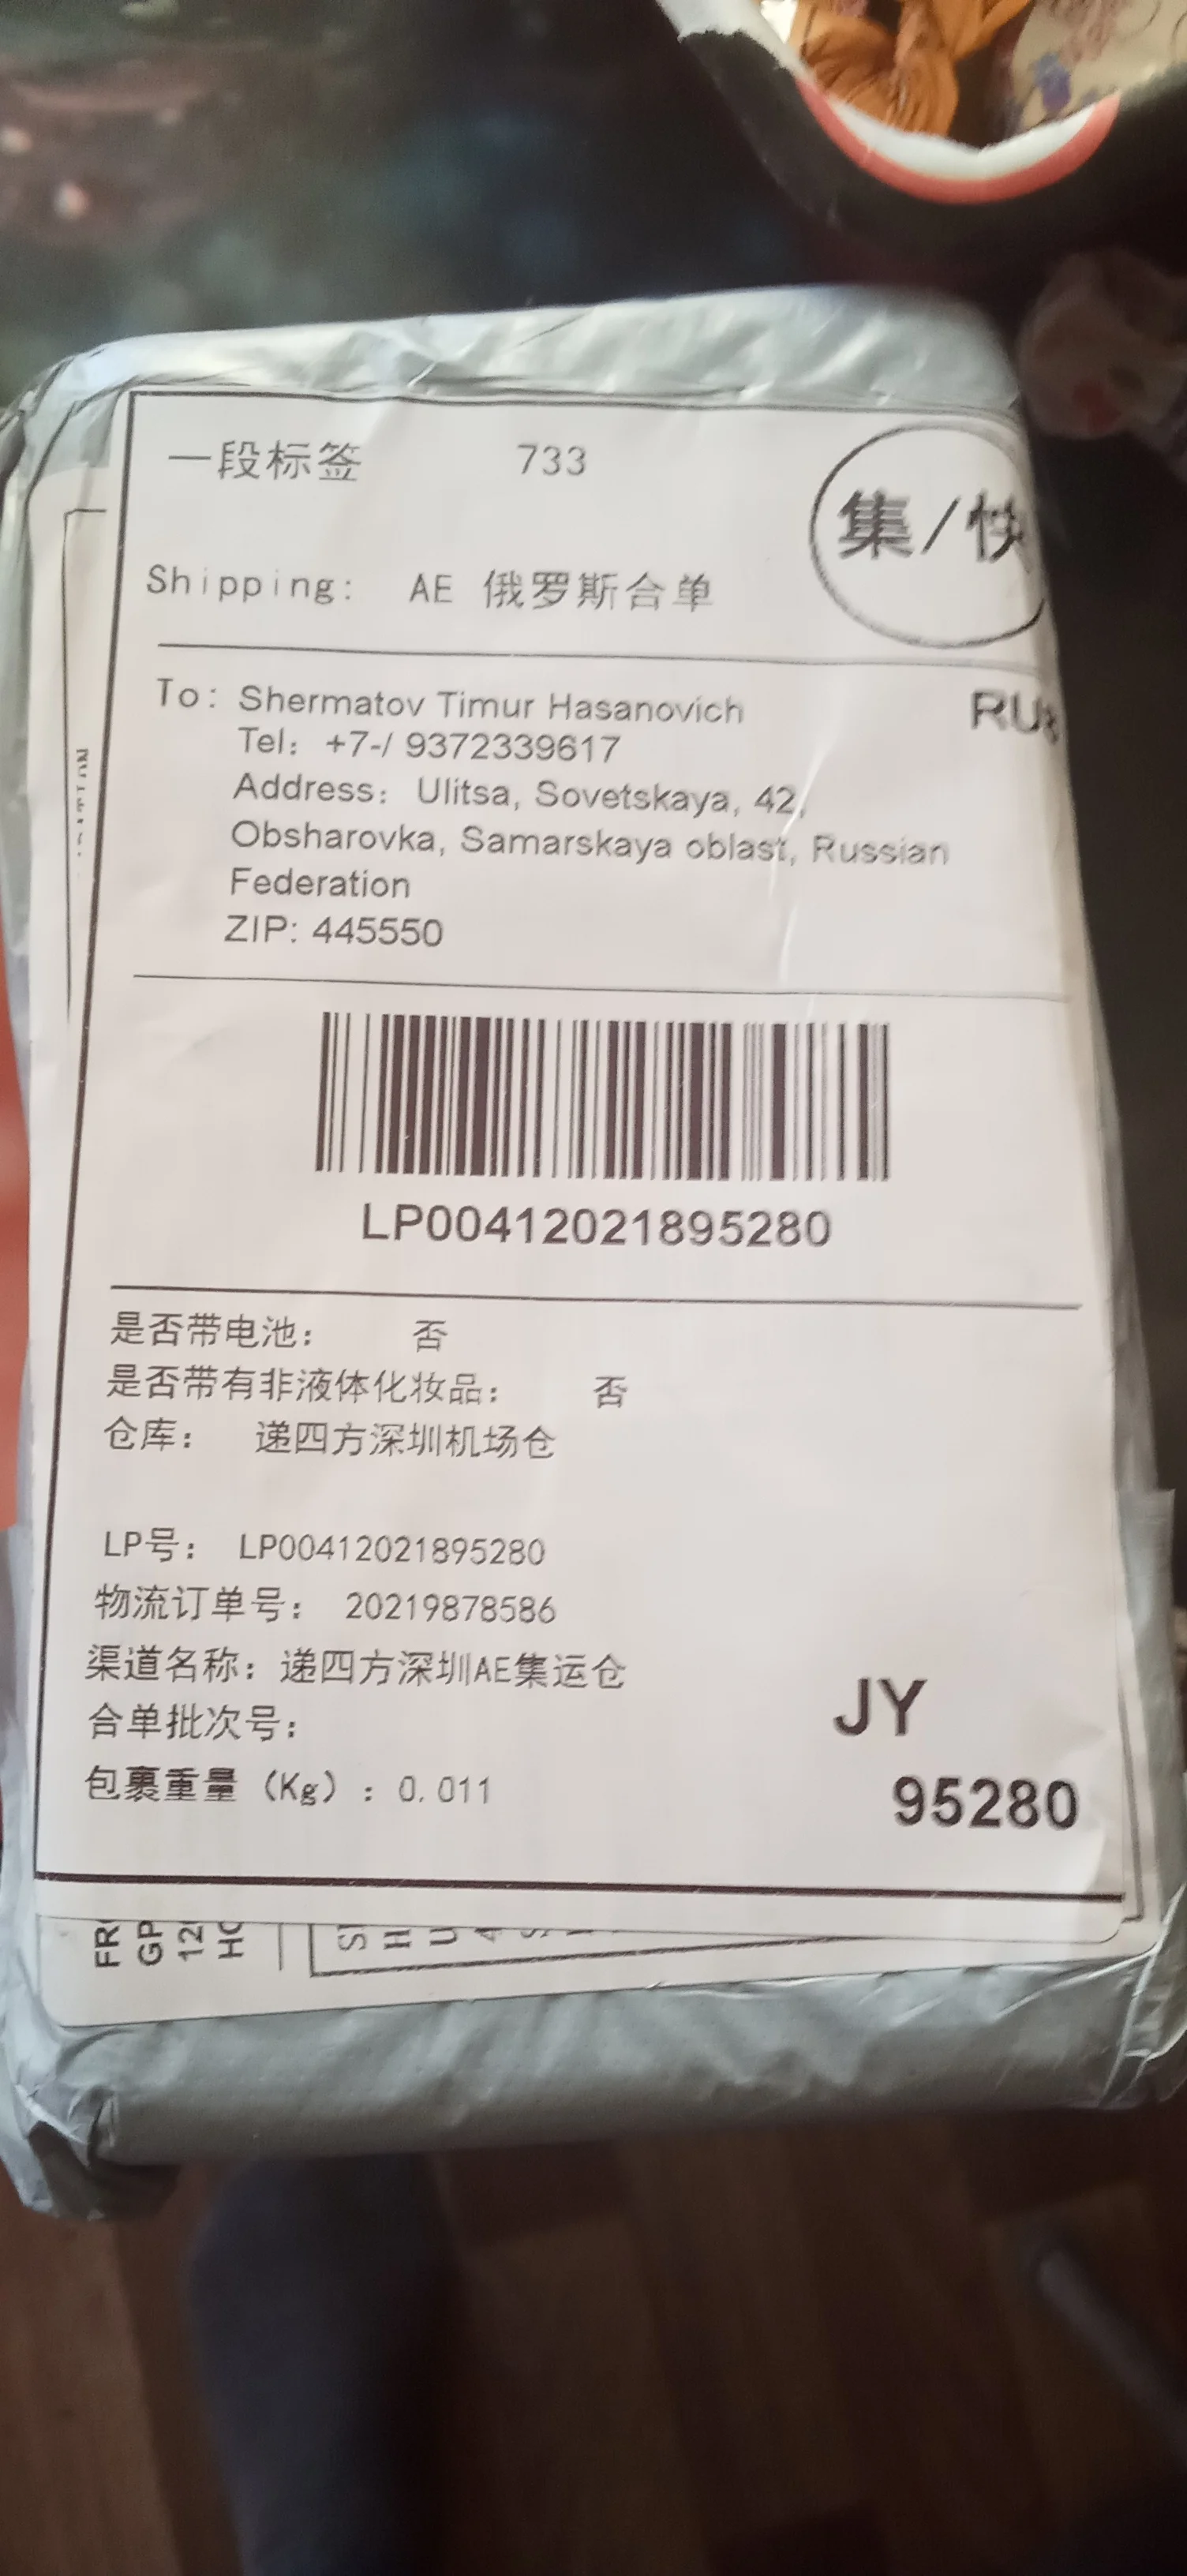 一段标签 733
集/快
Shipping: AE 俄罗斯合单
To: Shermatov Timur Hasanovich
RUS
Tel: +7-/ 9372339617
Address: Ulitsa, Sovetskaya, 42,
Obsharovka, Samarskaya oblast, Russian
Federation
ZIP: 445550
LP00412021895280
是否带电池: 否
是否带有非液体化妆品: 否
仓库: 递四方深圳机场仓
LP号: LP00412021895280
物流订单号: 20219878586
渠道名称: 递四方深圳AE集运仓
合单批次号:
包裹重量 (Kg) : 0.011
JY
95280
FR
GP
12
HC